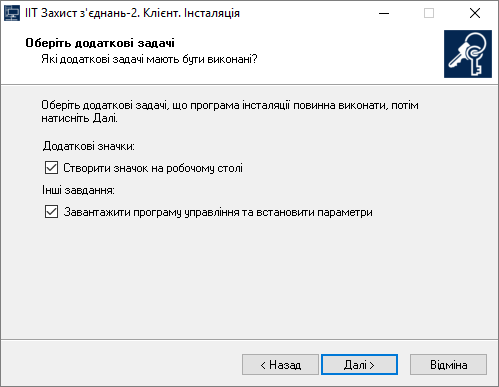 ІІТ Захист з'єднань-2. Клієнт. Інсталяція
Оберіть додаткові задачі
Які додаткові задачі мають бути виконані?
Оберіть додаткові задачі, що програма інсталяції повинна виконати, потім
натисніть Далі.
Додаткові значки:
Створити значок на робочому столі
Інші завдання:
Завантажити програму управління та встановити параметри
< Назад
Далі >
Відміна